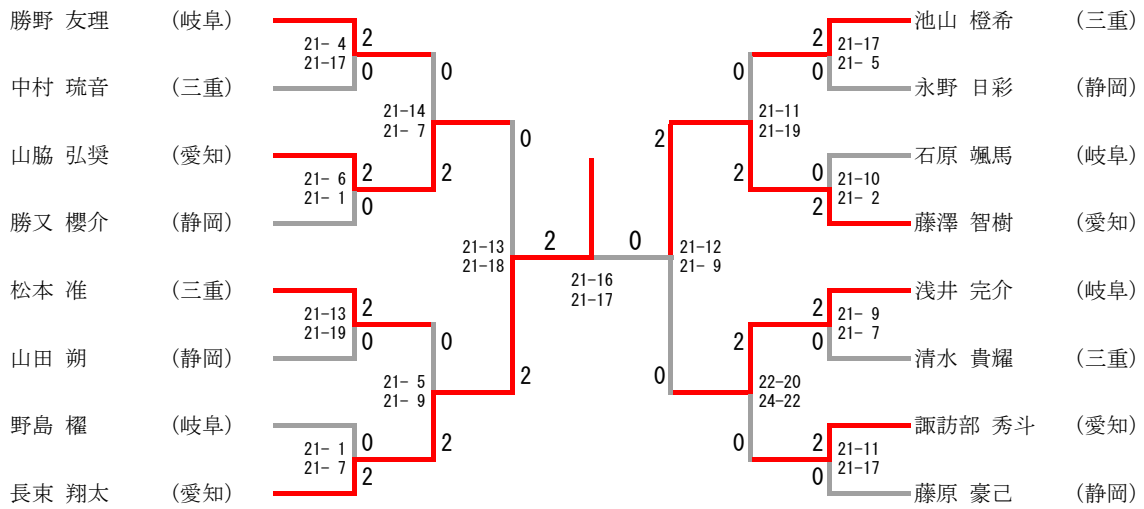 勝野 友理 (岐阜) 2 2 池山 橙希 (三重)
21- 4 21-17
21-17 21- 5
中村 琉音 (三重) 0 0 0 0 永野 日彩 (静岡)
21-14 21-11
21- 7 0 2 21-19
山脇 弘奨 (愛知) 2 2 2 0 石原 颯馬 (岐阜)
21- 6 21-10
21- 1 21- 2
勝又 櫻介 (静岡) 0 2 藤澤 智樹 (愛知)
21-13 2 0 21-12
21-18 21- 9
21-16
21-17
松本 准 (三重) 2 2 浅井 完介 (岐阜)
21-13 21- 9
21-19 21- 7
山田 朔 (静岡) 0 0 2 0 清水 貴耀 (三重)
21- 5 2 0 22-20
21- 9 24-22
野島 櫂 (岐阜) 0 2 0 2 諏訪部 秀斗 (愛知)
21- 1 21-11
21- 7 21-17
長束 翔太 (愛知) 2 0 藤原 豪己 (静岡)